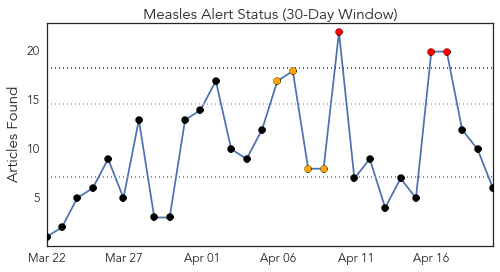 Measles Alert Status (30-Day Window)
Articles Found
20
15
10
5
Mar 22 Mar 27 Apr 01 Apr 06 Apr 11 Apr 16